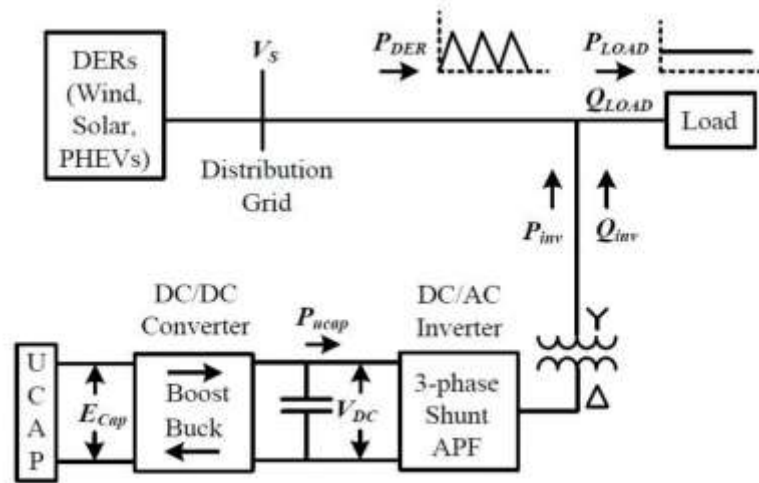 DERs
(Wind,
Solar,
PHEVs)
V_S
Distribution
Grid
P_DER
P_LOAD
Q_LOAD
Load
P_inv
Q_inv
DC/DC
Converter
P_ucap
DC/AC
Inverter
Y
Δ
U
C
A
P
E_Cap
Boost
Buck
V_DC
3-phase
Shunt
APF